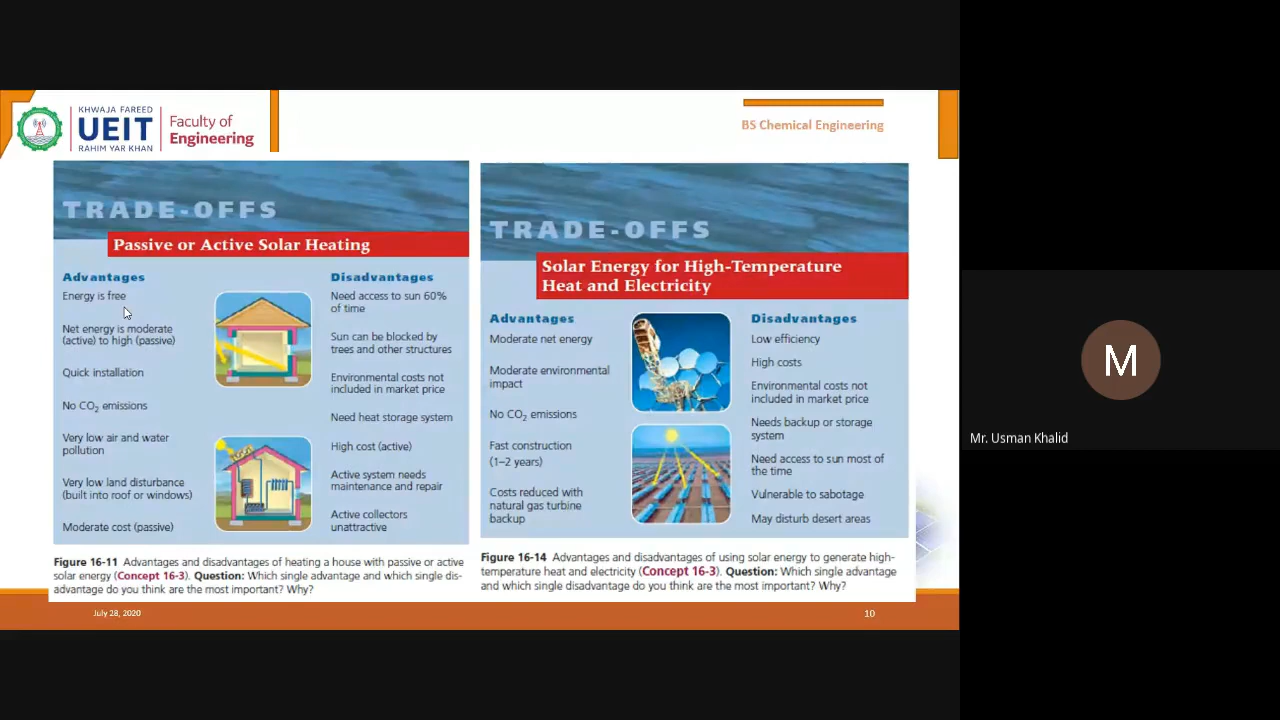 KHWAJA FAREED
UEIT
RAHIM YAR KHAN
Faculty of
Engineering
BS Chemical Engineering
TRADE-OFFS
Passive or Active Solar Heating
Advantages
Energy is free
Net energy is moderate
(active) to high (passive)
Quick installation
No CO2 emissions
Very low air and water
pollution
Very low land disturbance
(built into roof or windows)
Moderate cost (passive)
Disadvantages
Need access to sun 60%
of time
Sun can be blocked by
trees and other structures
Environmental costs not
included in market price
Need heat storage system
High cost (active)
Active system needs
maintenance and repair
Active collectors
unattractive
Figure 16-11 Advantages and disadvantages of heating a house with passive or active
solar energy (Concept 16-3). Question: Which single advantage and which single dis-
advantage do you think are the most important? Why?
TRADE-OFFS
Solar Energy for High-Temperature
Heat and Electricity
Advantages
Moderate net energy
Moderate environmental
impact
No CO2 emissions
Fast construction
(1–2 years)
Costs reduced with
natural gas turbine
backup
Disadvantages
Low efficiency
High costs
Environmental costs not
included in market price
Needs backup or storage
system
Need access to sun most of
the time
Vulnerable to sabotage
May disturb desert areas
Figure 16-14 Advantages and disadvantages of using solar energy to generate high-
temperature heat and electricity (Concept 16-3). Question: Which single advantage
and which single disadvantage do you think are the most important? Why?
July 28, 2020
10
M
Mr. Usman Khalid